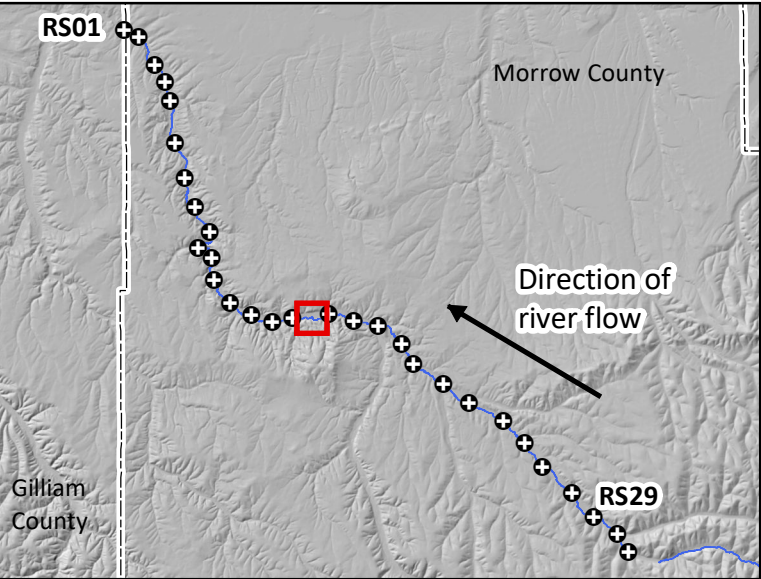 RS01
Morrow County
Direction of
river flow
Gilliam
County
RS29